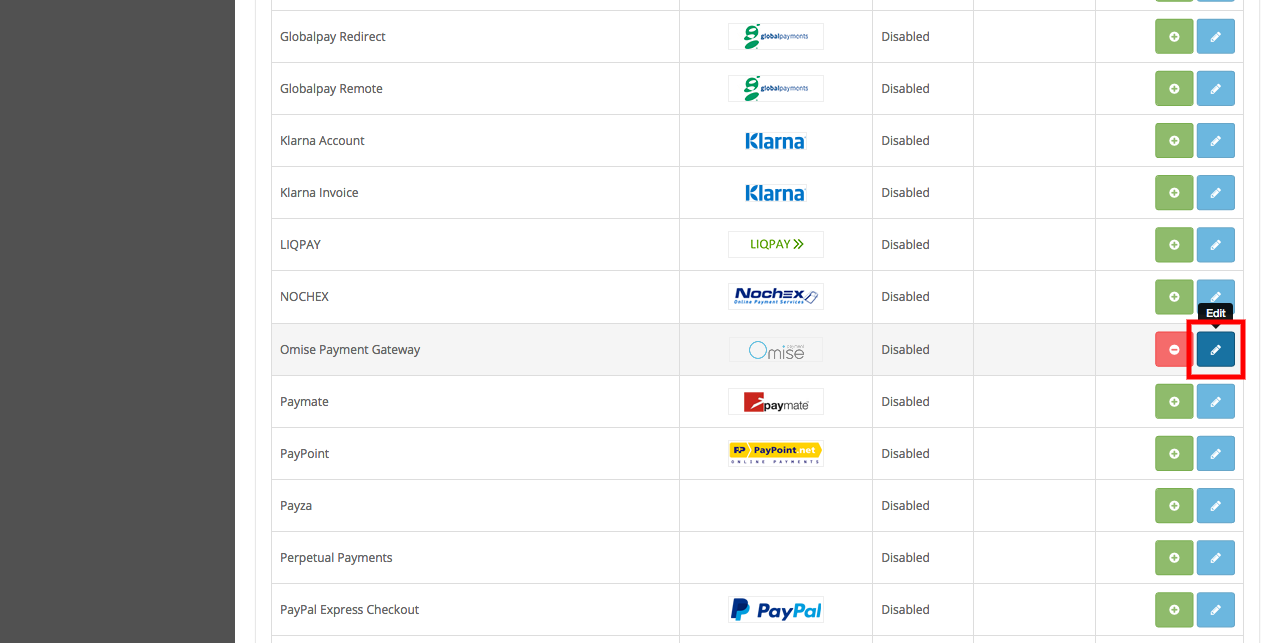 Globalpay Redirect globalpayments Disabled
Globalpay Remote globalpayments Disabled
Klarna Account Klarna Disabled
Klarna Invoice Klarna Disabled
LIQPAY LIQPAY Disabled
NOCHEX Nochex Online Payment Services Disabled
Edit
Omise Payment Gateway Omise payment Disabled
Paymate paymate Disabled
PayPoint PP PayPoint.net ONLINE PAYMENTS Disabled
Payza Disabled
Perpetual Payments Disabled
PayPal Express Checkout PayPal Disabled